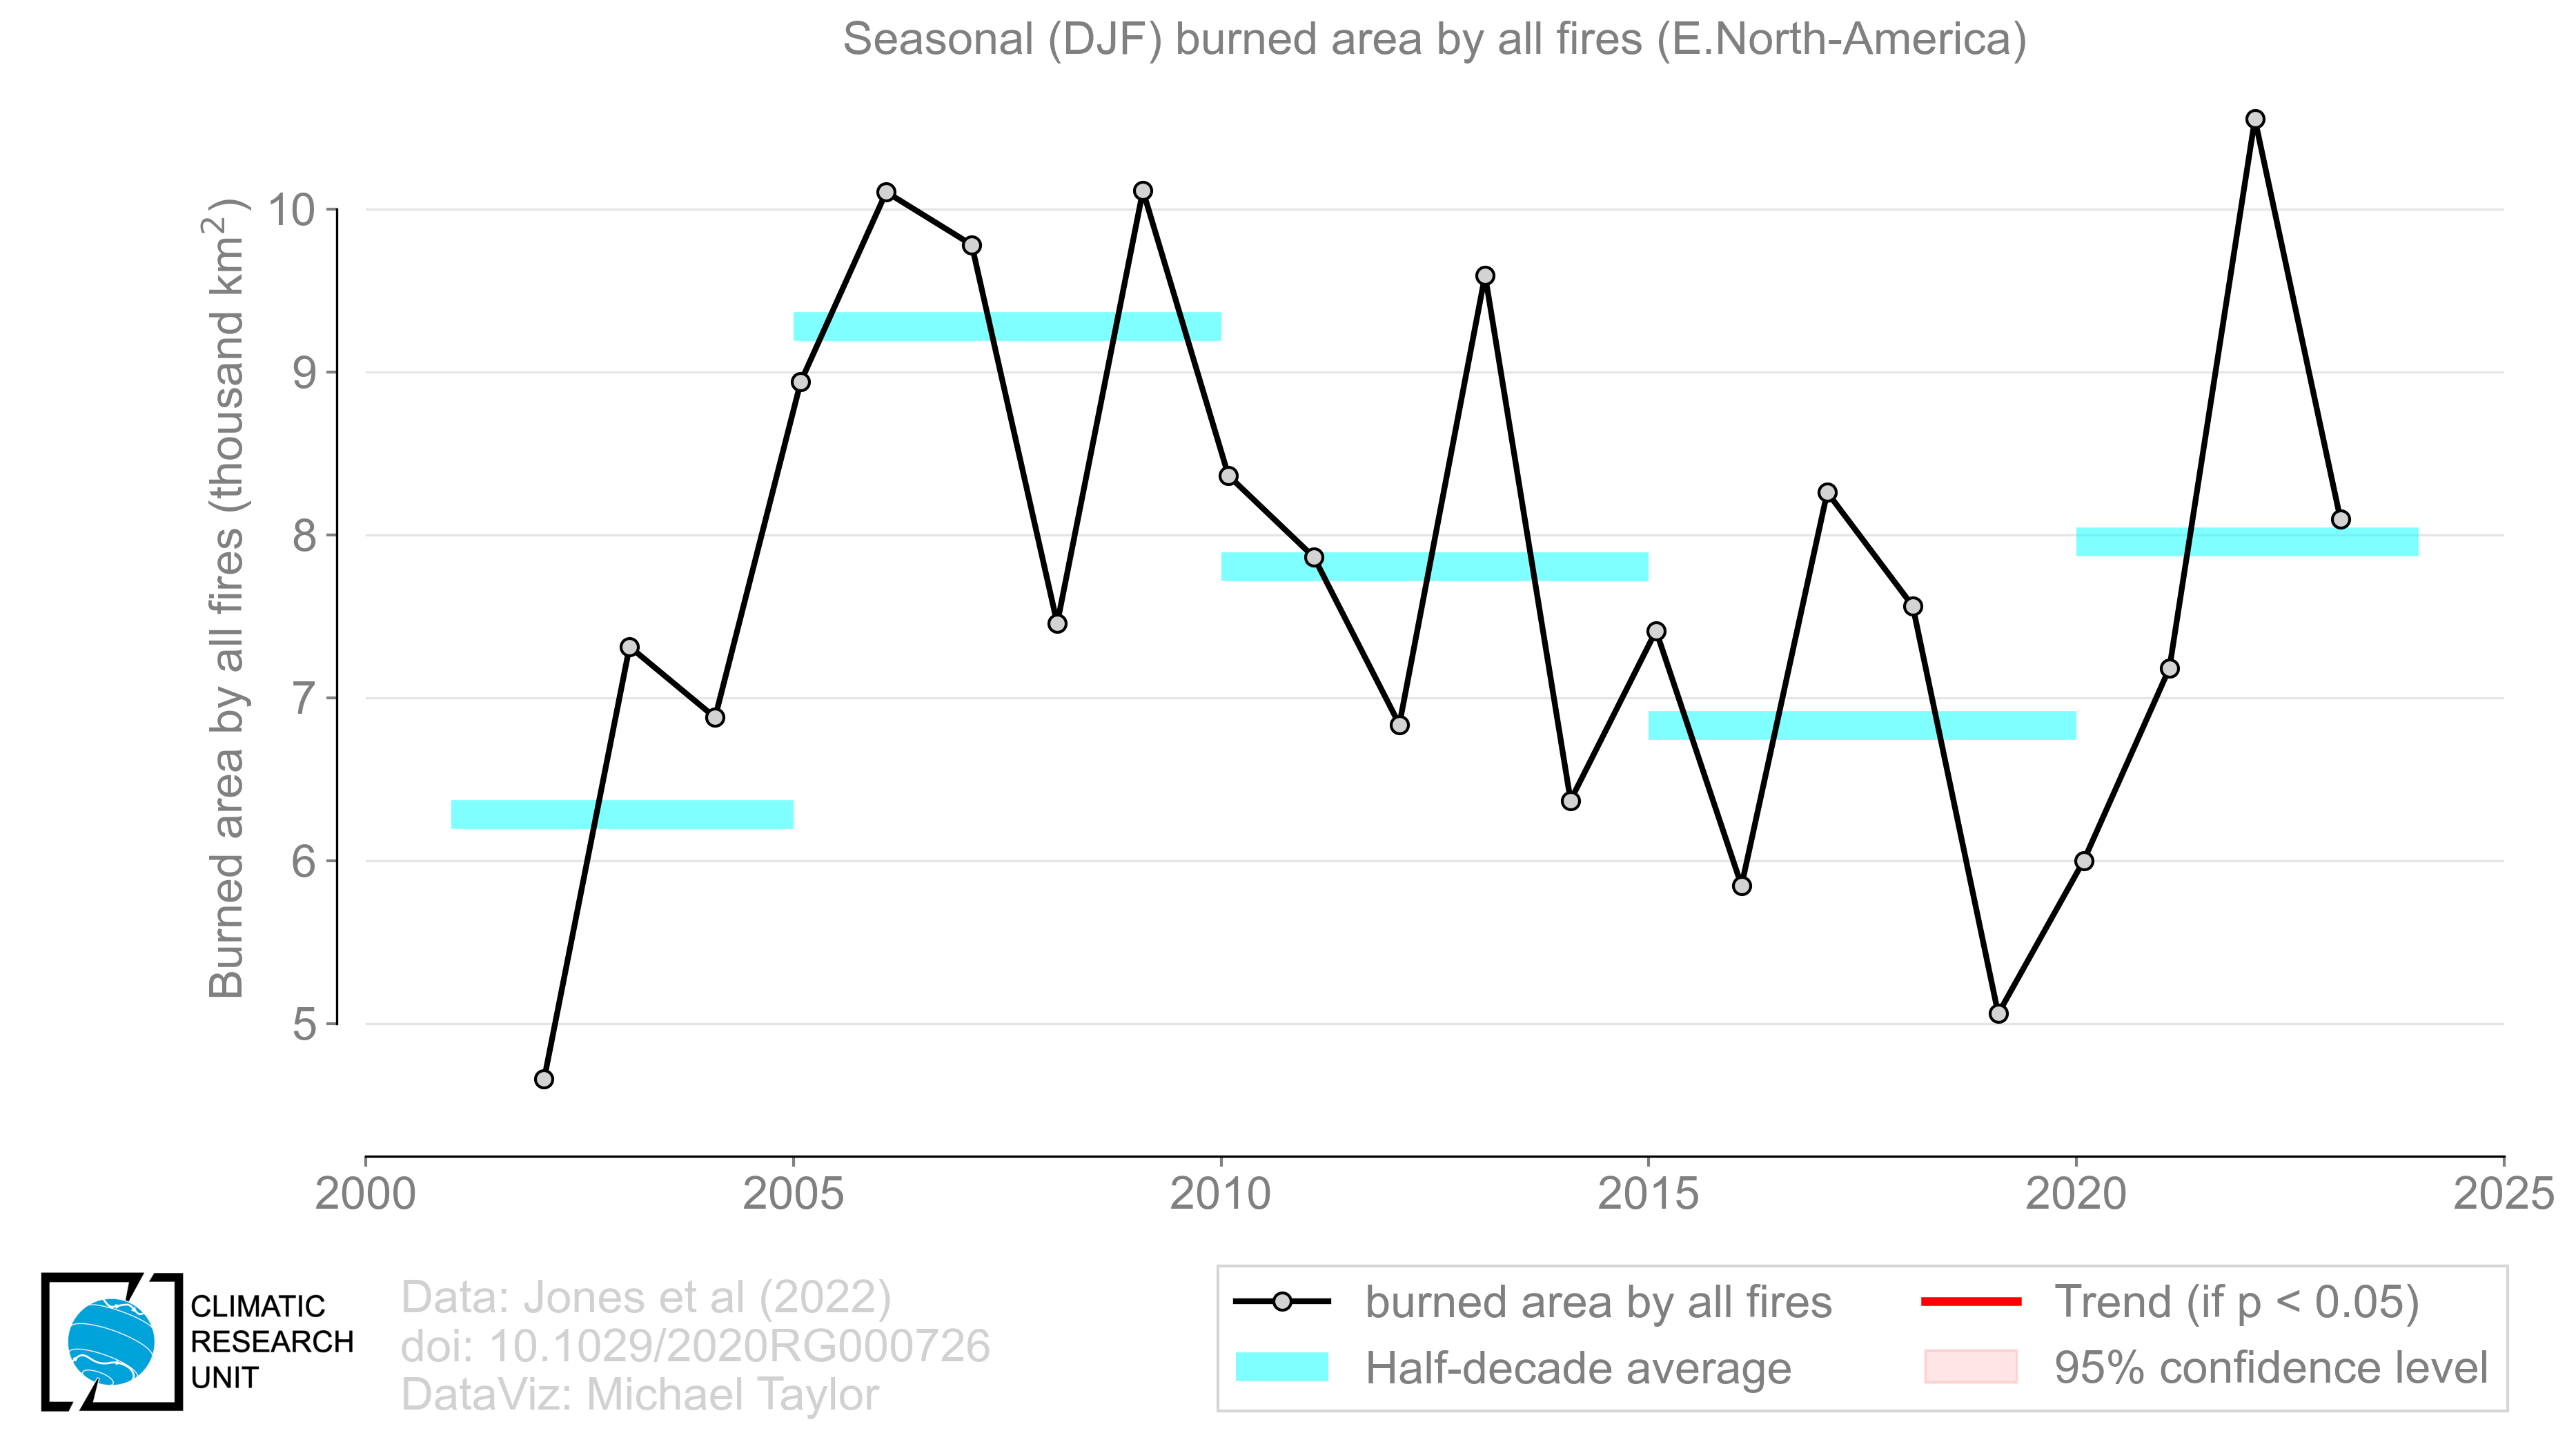 Seasonal (DJF) burned area by all fires (E.North-America)
Burned area by all fires (thousand km²)
10
9
8
7
6
5
2000 2005 2010 2015 2020 2025
CLIMATIC
RESEARCH
UNIT
Data: Jones et al (2022)
doi: 10.1029/2020RG000726
DataViz: Michael Taylor
burned area by all fires
Half-decade average
Trend (if p < 0.05)
95% confidence level